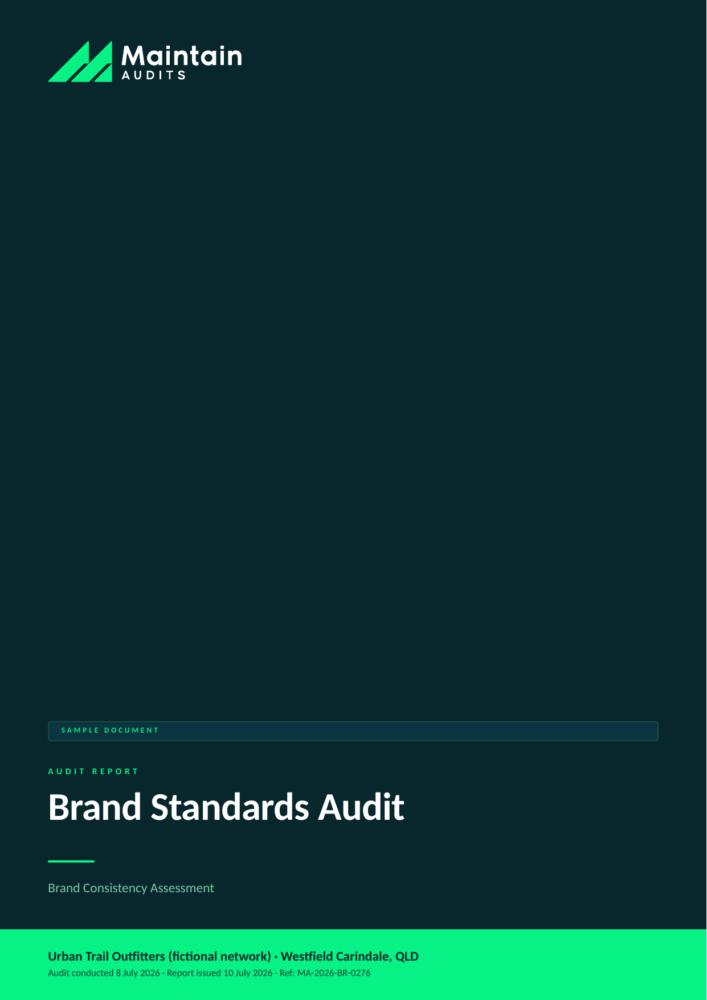 Maintain
AUDITS
SAMPLE DOCUMENT
AUDIT REPORT
Brand Standards Audit
Brand Consistency Assessment
Urban Trail Outfitters (fictional network) · Westfield Carindale, QLD
Audit conducted 8 July 2026 · Report issued 10 July 2026 · Ref: MA-2026-BR-0276